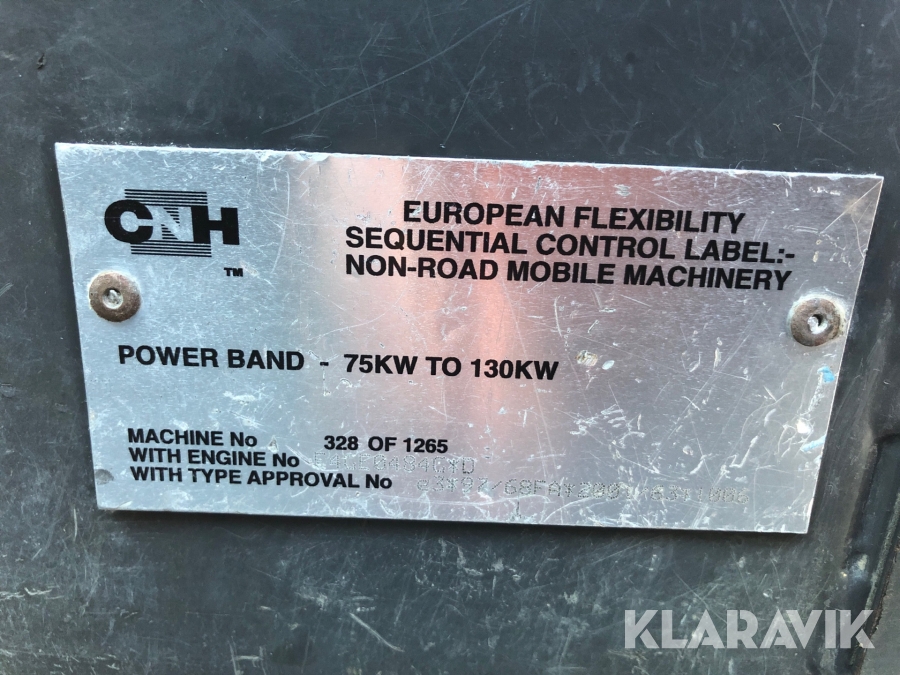 CNH
TM
EUROPEAN FLEXIBILITY
SEQUENTIAL CONTROL LABEL:-
NON-ROAD MOBILE MACHINERY
POWER BAND - 75KW TO 130KW
MACHINE No 328 OF 1265
WITH ENGINE No
WITH TYPE APPROVAL No
KLARAVIK